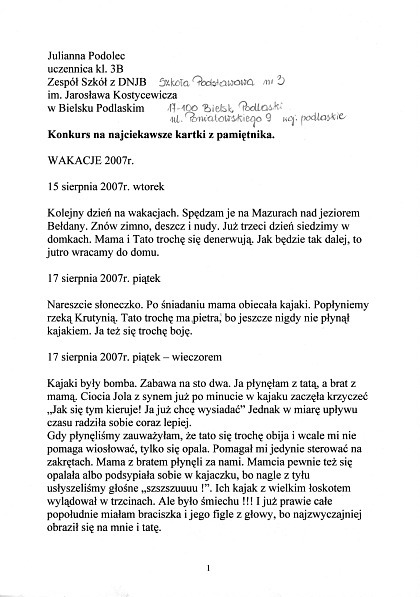 Julianna Podolec
uczennica kl. 3B
Zespół Szkół z DNJB Szkoła Podstawowa nr 3
im. Jarosława Kostycewicza
w Bielsku Podlaskim 17-100 Bielsk Podlaski
ul. Poniatowskiego 9 woj. podlaskie
Konkurs na najciekawsze kartki z pamiętnika.
WAKACJE 2007r.
15 sierpnia 2007r. wtorek
Kolejny dzień na wakacjach. Spędzam je na Mazurach nad jeziorem
Bełdany. Znów zimno, deszcz i nudy. Już trzeci dzień siedzimy w
domkach. Mama i Tato trochę się denerwują. Jak będzie tak dalej, to
jutro wracamy do domu.
17 sierpnia 2007r. piątek
Nareszcie słoneczko. Po śniadaniu mama obiecała kajaki. Popłyniemy
rzeką Krutynią. Tato trochę ma pietra, bo jeszcze nigdy nie płynął
kajakiem. Ja też się trochę boję.
17 sierpnia 2007r. piątek – wieczorem
Kajaki były bomba. Zabawa na sto dwa. Ja płynęłam z tatą, a brat z
mamą. Ciocia Jola z synem już po minucie w kajaku zaczęła krzyczeć
„Jak się tym kieruje! Ja już chcę wysiadać” Jednak w miarę upływu
czasu radziła sobie coraz lepiej.
Gdy płynęliśmy zauważyłam, że tato się trochę obija i wcale mi nie
pomaga wiosłować, tylko się opala. Pomagał mi jedynie sterować na
zakrętach. Mama z bratem płynęli za nami. Mamcia pewnie też się
opalała albo podsypiała sobie w kajaczku, bo nagle z tyłu
usłyszeliśmy głośne „szszszuuuu !”. Ich kajak z wielkim łoskotem
wylądował w trzcinach. Ale było śmiechu !!! I już prawie całe
popołudnie miałam braciszka i jego figle z głowy, bo najzwyczajniej
obraził się na mnie i tatę.
1